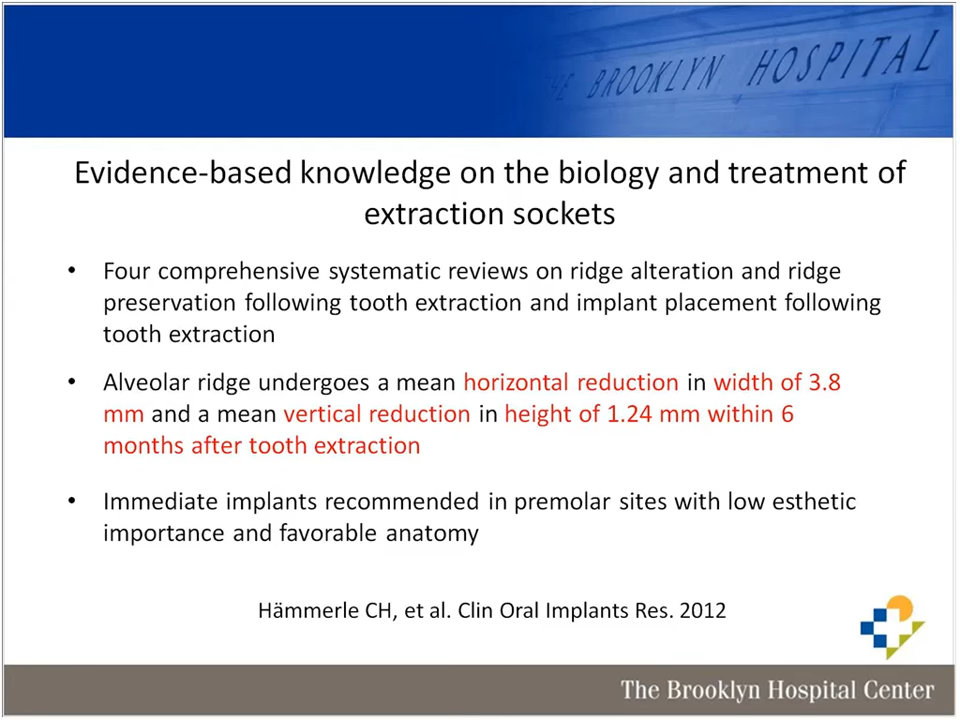 THE BROOKLYN HOSPITAL
Evidence-based knowledge on the biology and treatment of
extraction sockets
• Four comprehensive systematic reviews on ridge alteration and ridge
preservation following tooth extraction and implant placement following
tooth extraction
• Alveolar ridge undergoes a mean horizontal reduction in width of 3.8
mm and a mean vertical reduction in height of 1.24 mm within 6
months after tooth extraction
• Immediate implants recommended in premolar sites with low esthetic
importance and favorable anatomy
Hämmerle CH, et al. Clin Oral Implants Res. 2012
The Brooklyn Hospital Center